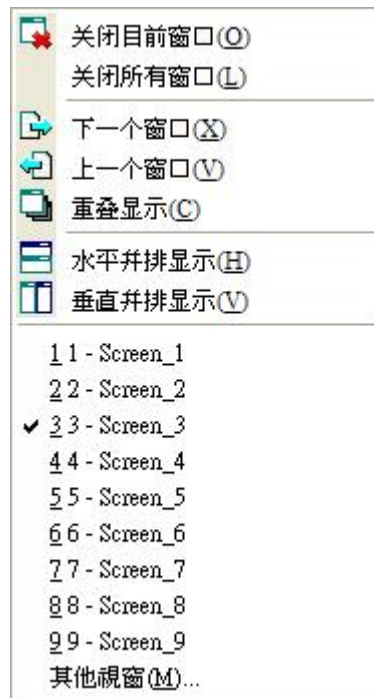 关闭目前窗口(O)
关闭所有窗口(L)
下一个窗口(X)
上一个窗口(V)
重叠显示(C)
水平并排显示(H)
垂直并排显示(V)
1 1 - Screen_1
2 2 - Screen_2
3 3 - Screen_3
4 4 - Screen_4
5 5 - Screen_5
6 6 - Screen_6
7 7 - Screen_7
8 8 - Screen_8
9 9 - Screen_9
其他視窗(M)...